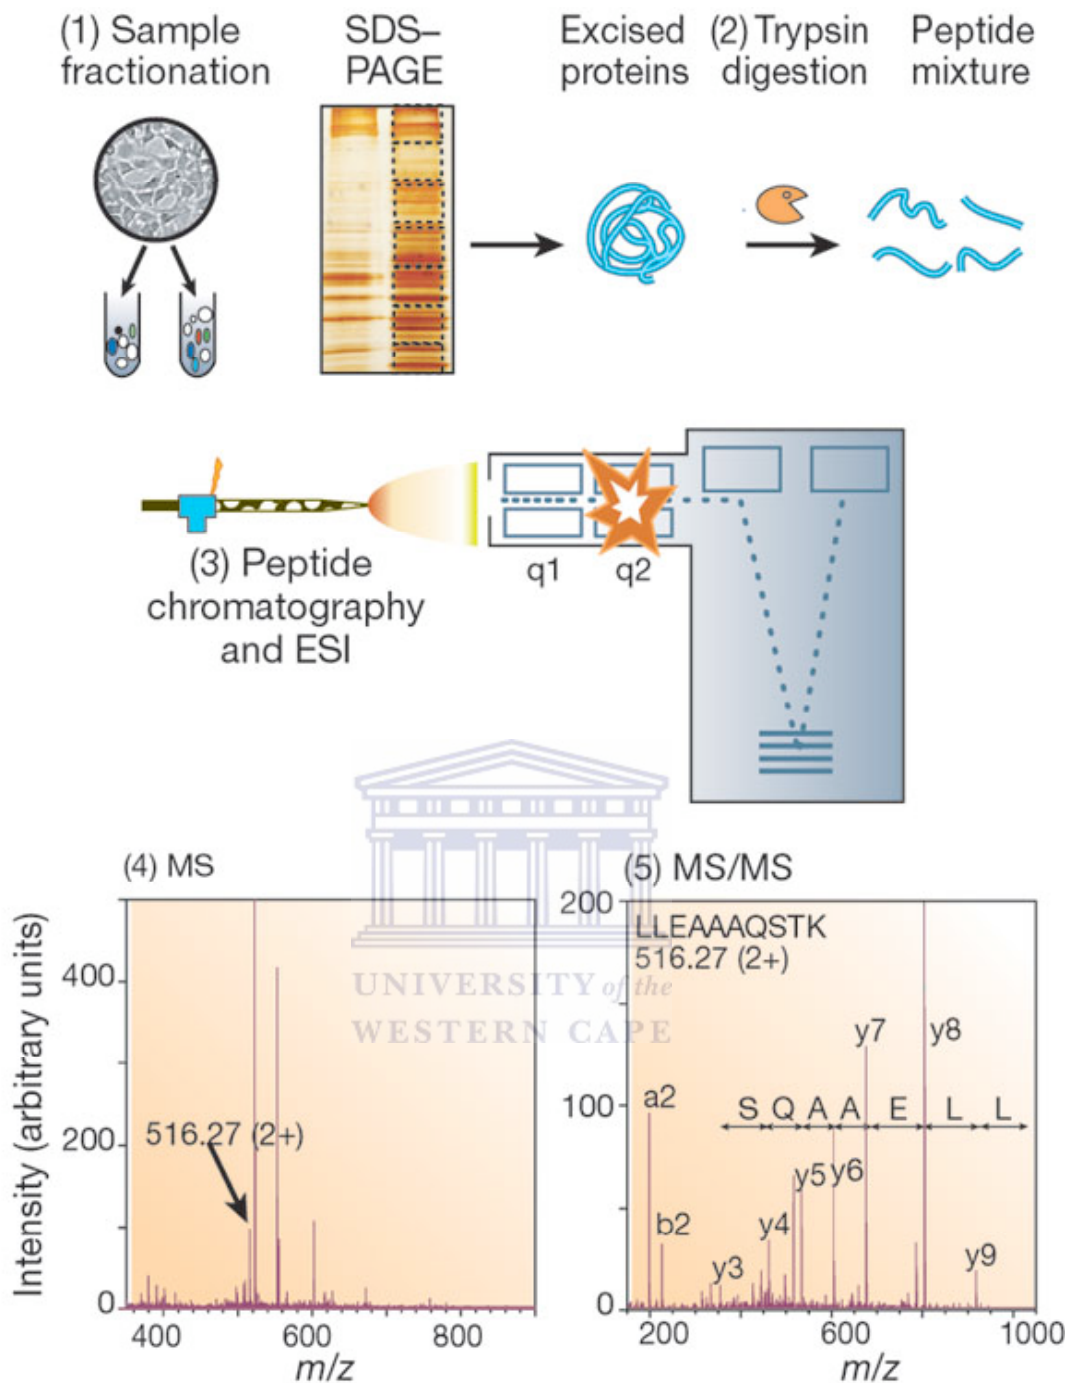 (1) Sample
fractionation
SDS–
PAGE
Excised
proteins
(2) Trypsin
digestion
Peptide
mixture
(3) Peptide
chromatography
and ESI
q1
q2
UNIVERSITY of the
WESTERN CAPE
(4) MS
Intensity (arbitrary units)
400
200
0
516.27 (2+)
400
600
800
m/z
(5) MS/MS
200
100
0
LLEAAAQSTK
516.27 (2+)
y7
y8
a2
S Q A A E L L
y5
y6
b2
y4
y3
y9
200
600
1000
m/z